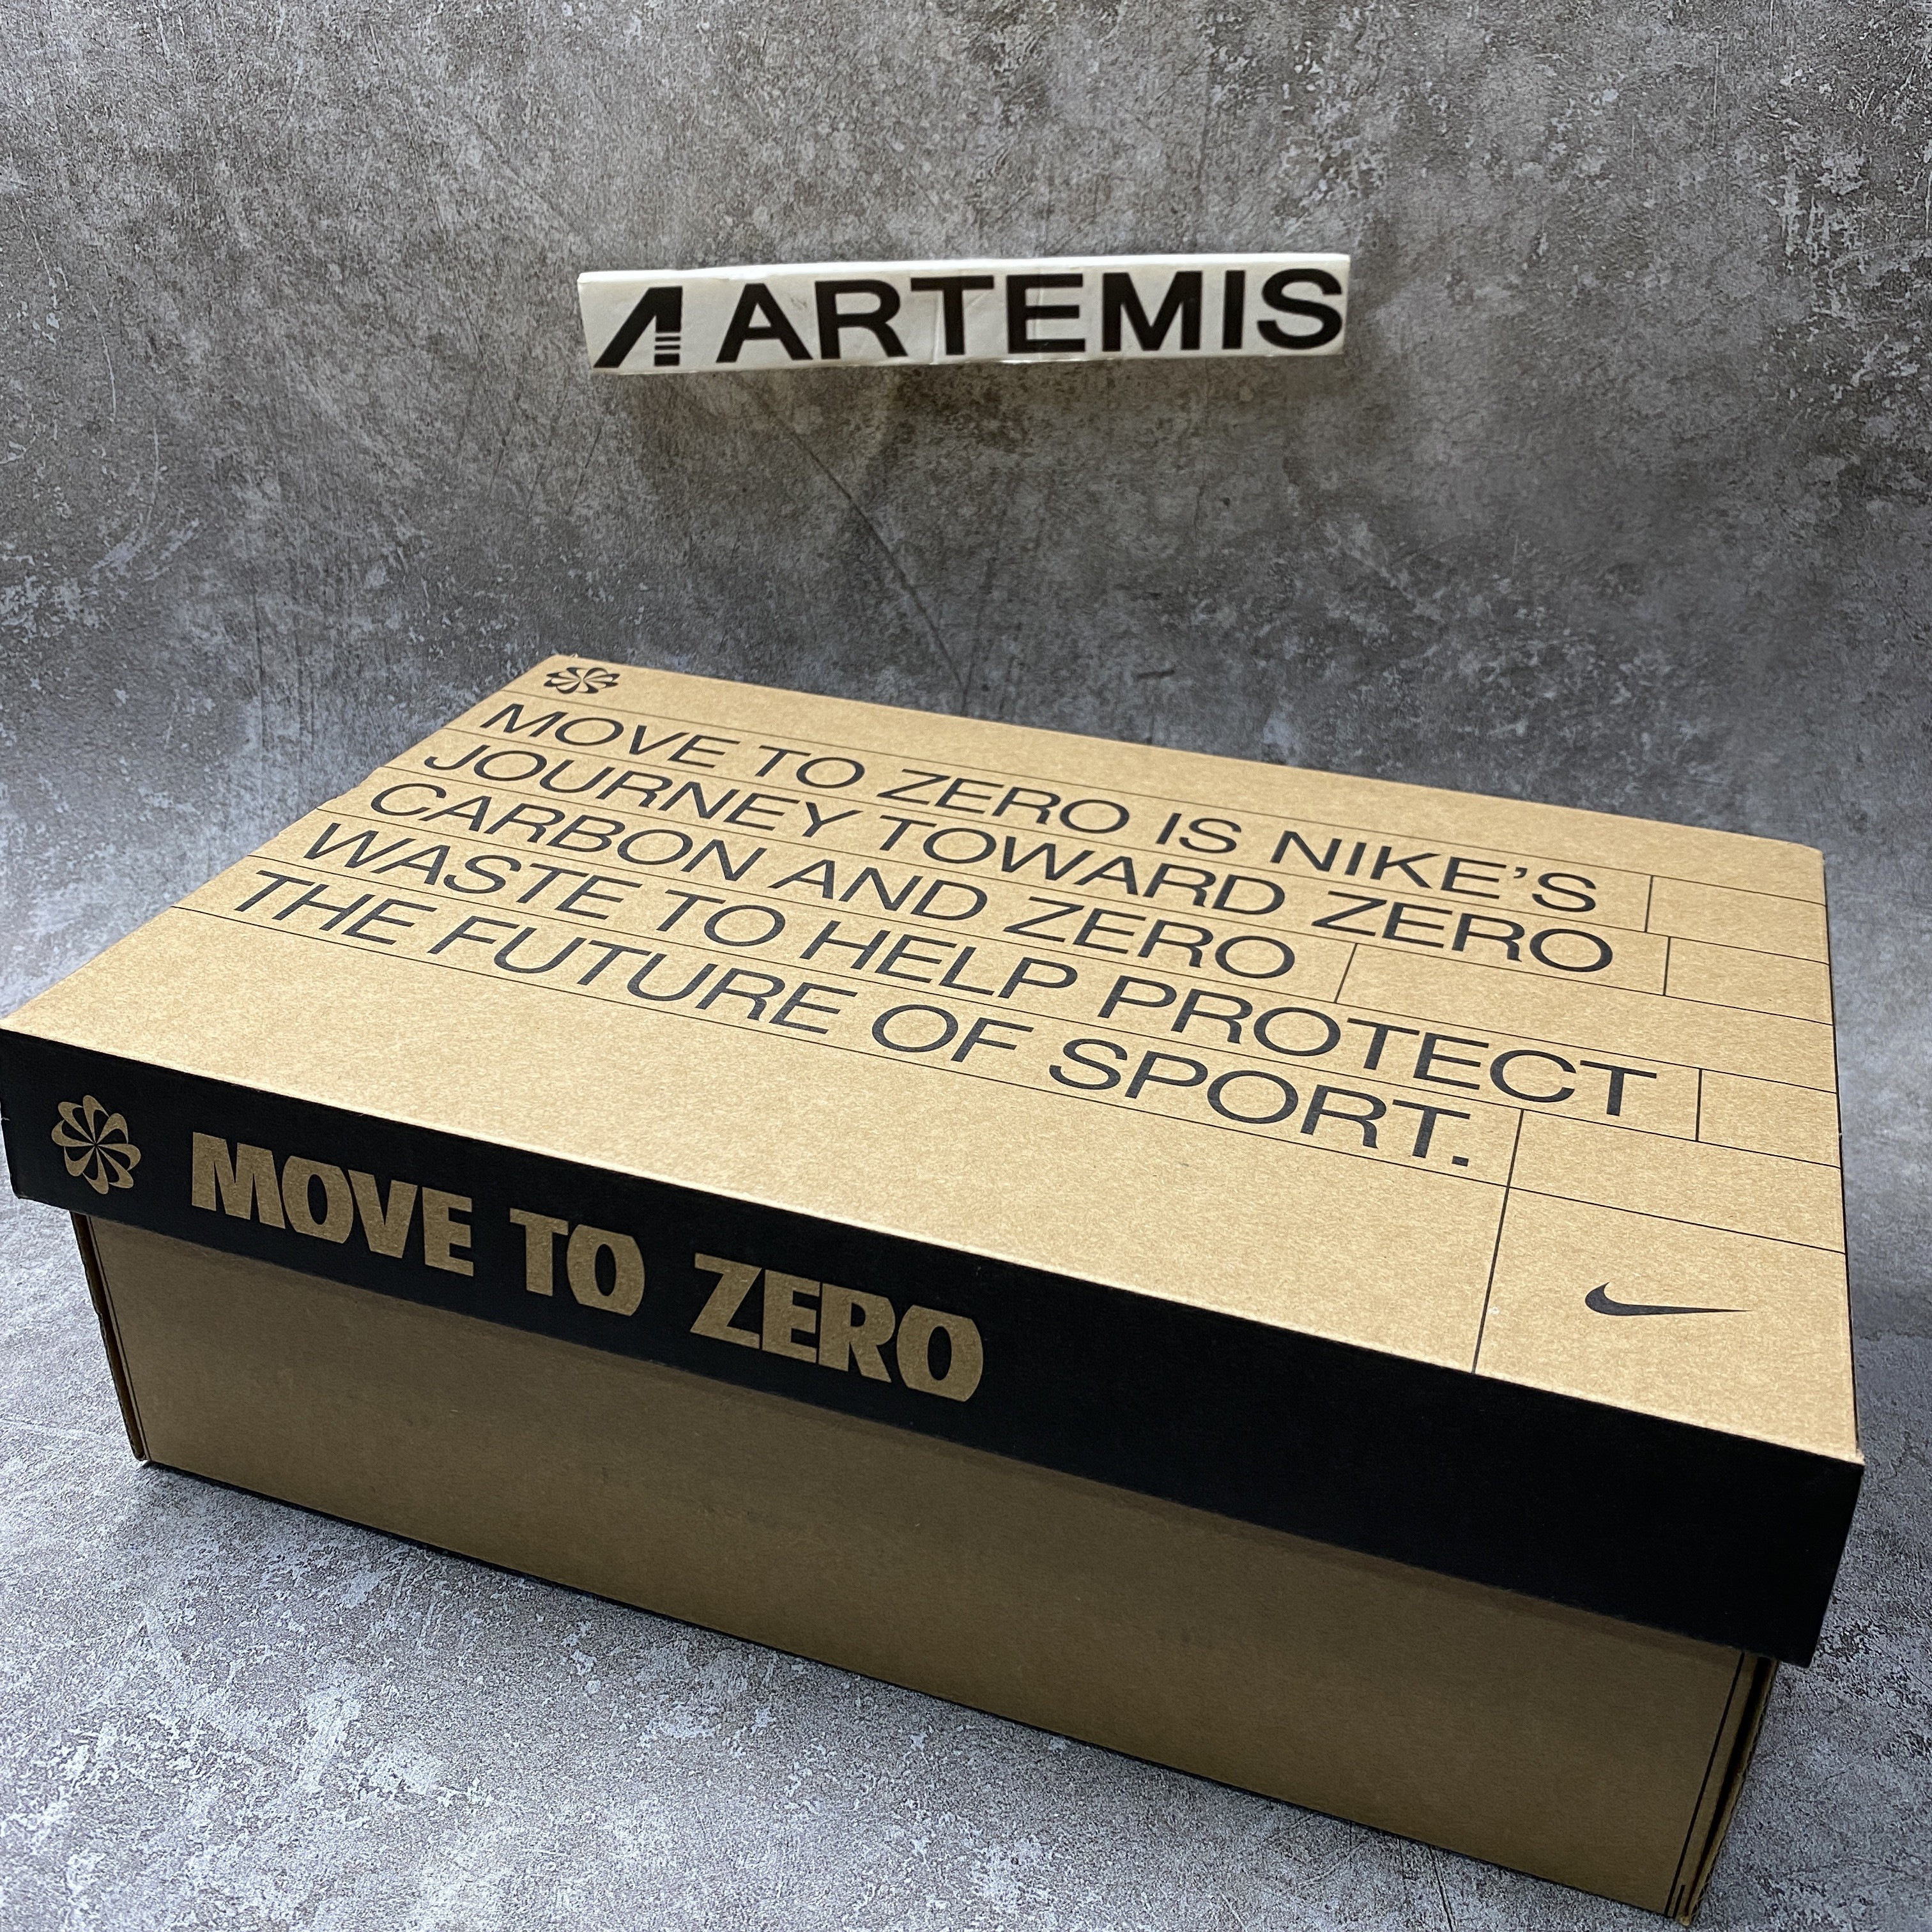 ARTEMIS
MOVE TO ZERO IS NIKE'S
JOURNEY TOWARD ZERO
CARBON AND ZERO
WASTE TO HELP PROTECT
THE FUTURE OF SPORT.
MOVE TO ZERO